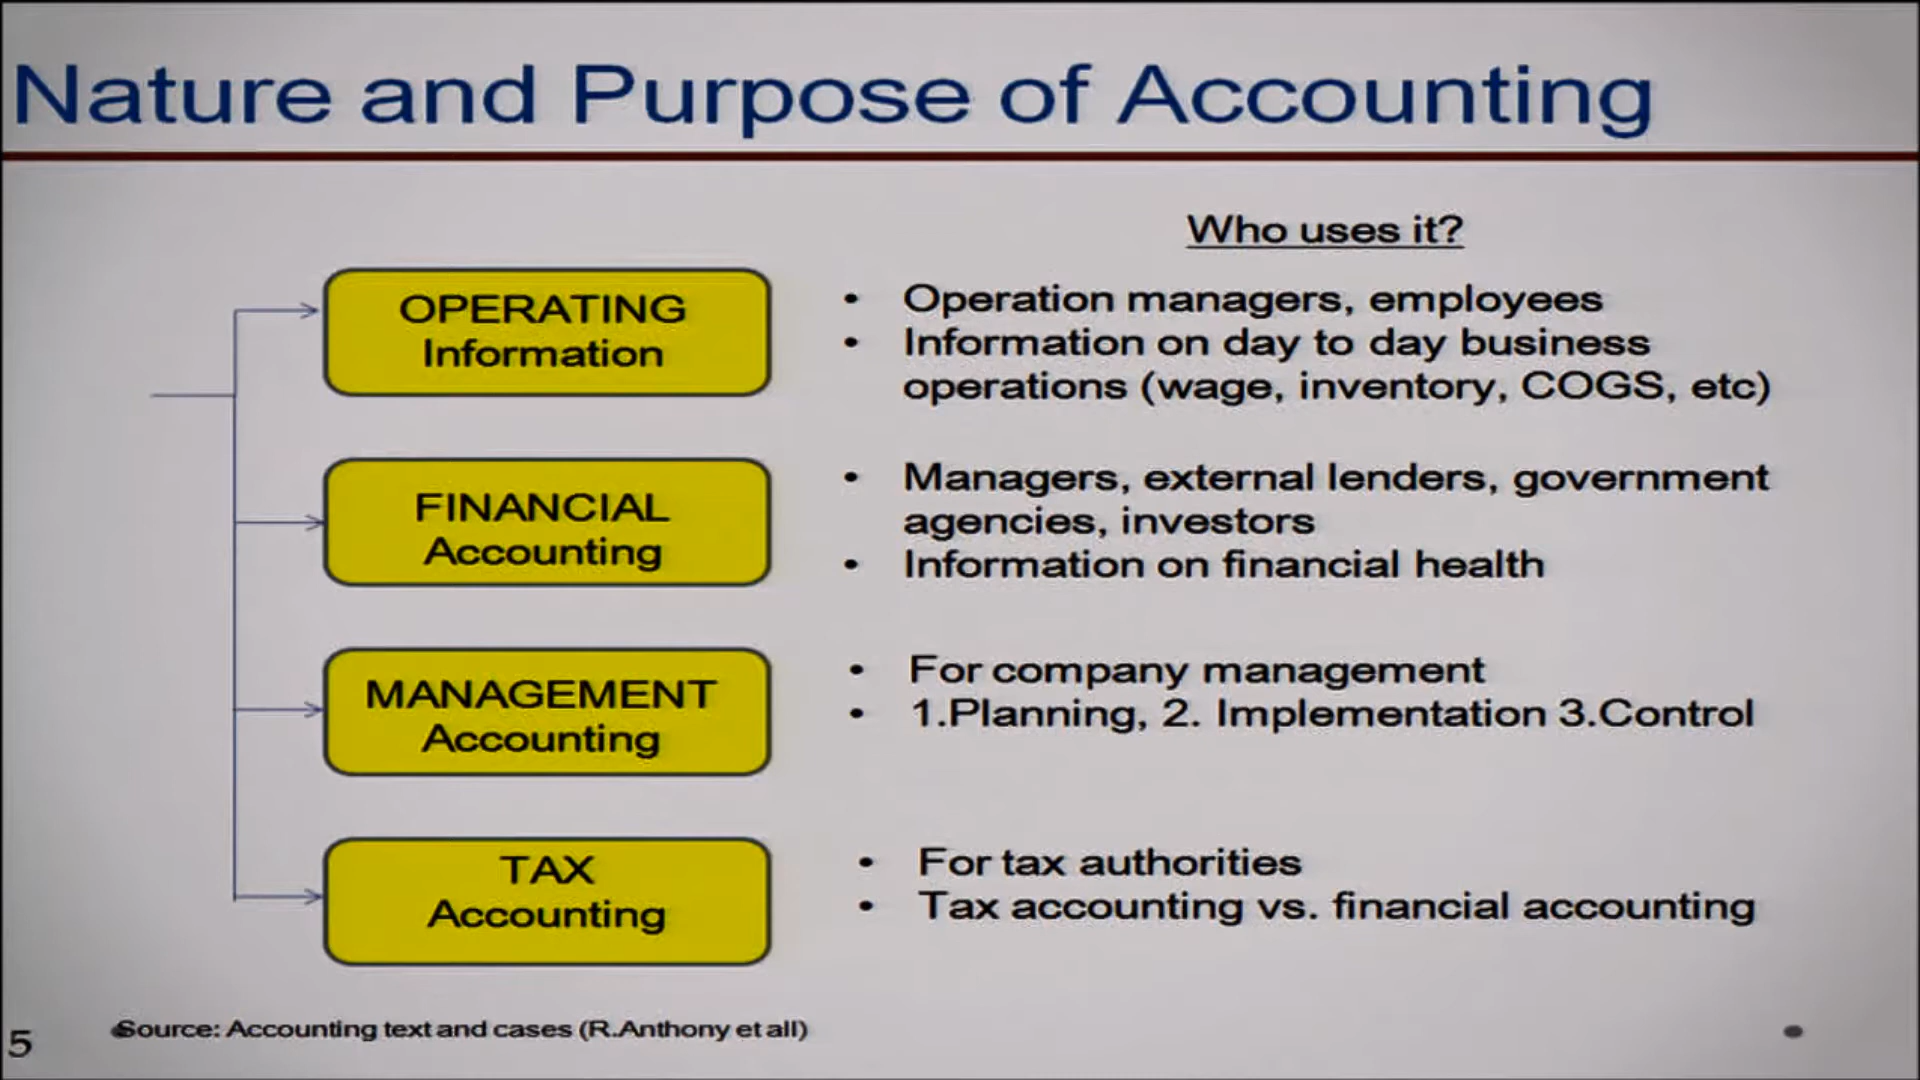 Nature and Purpose of Accounting
Who uses it?
OPERATING
Information
• Operation managers, employees
• Information on day to day business
operations (wage, inventory, COGS, etc)
FINANCIAL
Accounting
• Managers, external lenders, government
agencies, investors
• Information on financial health
MANAGEMENT
Accounting
• For company management
• 1.Planning, 2. Implementation 3.Control
TAX
Accounting
• For tax authorities
• Tax accounting vs. financial accounting
Source: Accounting text and cases (R.Anthony et all)
5